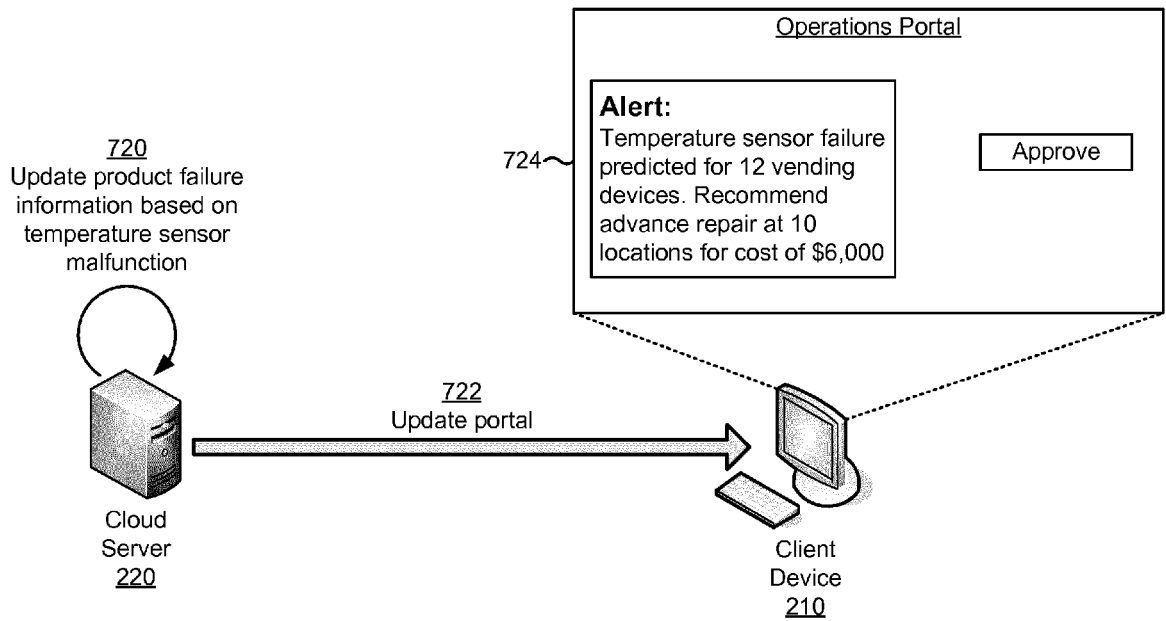 Operations Portal
Alert:
Temperature sensor failure
predicted for 12 vending
devices. Recommend
advance repair at 10
locations for cost of $6,000
724
Approve
720
Update product failure
information based on
temperature sensor
malfunction
722
Update portal
Cloud
Server
220
Client
Device
210